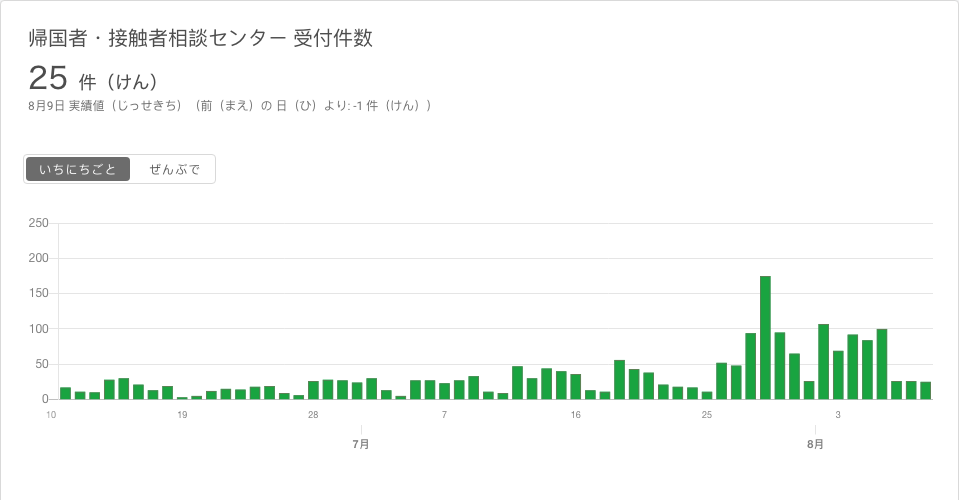 帰国者・接触者相談センター 受付件数
25 件（けん）
8月9日 実績値（じっせきち）（前（まえ）の 日（ひ）より: -1 件（けん））
いちにちごと ぜんぶで
250
200
150
100
50
0
10 19 28 7 16 25 3
7月 8月